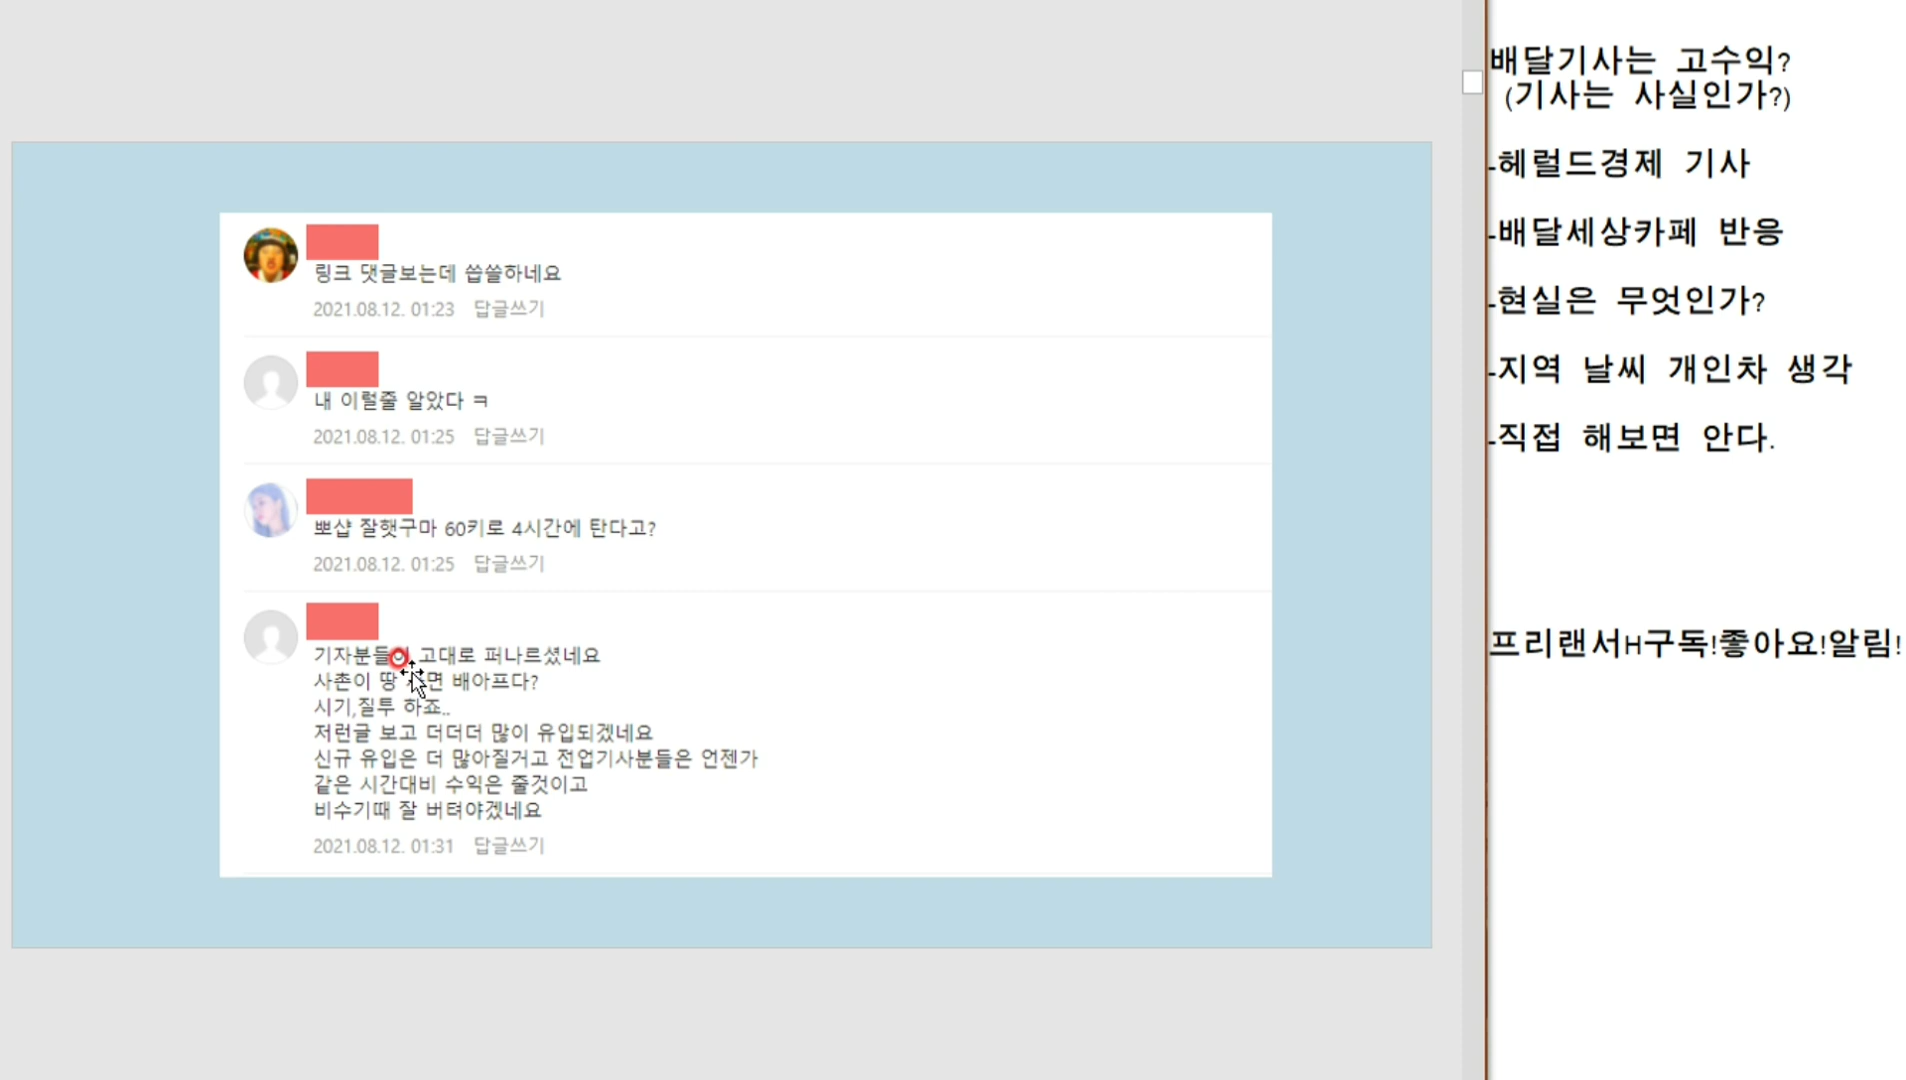 링크 댓글보는데 씁쓸하네요
2021.08.12. 01:23 답글쓰기
내 이럴줄 알았다 ㅋ
2021.08.12. 01:25 답글쓰기
뽀샵 잘햇구마 60키로 4시간에 탄다고?
2021.08.12. 01:25 답글쓰기
기자분들이 고대로 퍼나르셨네요
사촌이 땅 면 배아프다?
시기,질투 하죠..
저런글 보고 더더더 많이 유입되겠네요
신규 유입은 더 많아질거고 전업기사분들은 언젠가
같은 시간대비 수익은 줄것이고
비수기때 잘 버텨야겠네요
2021.08.12. 01:31 답글쓰기
배달기사는 고수익?
(기사는 사실인가?)
-헤럴드경제 기사
-배달세상카페 반응
-현실은 무엇인가?
-지역 날씨 개인차 생각
-직접 해보면 안다.
프리랜서H구독!좋아요!알림!